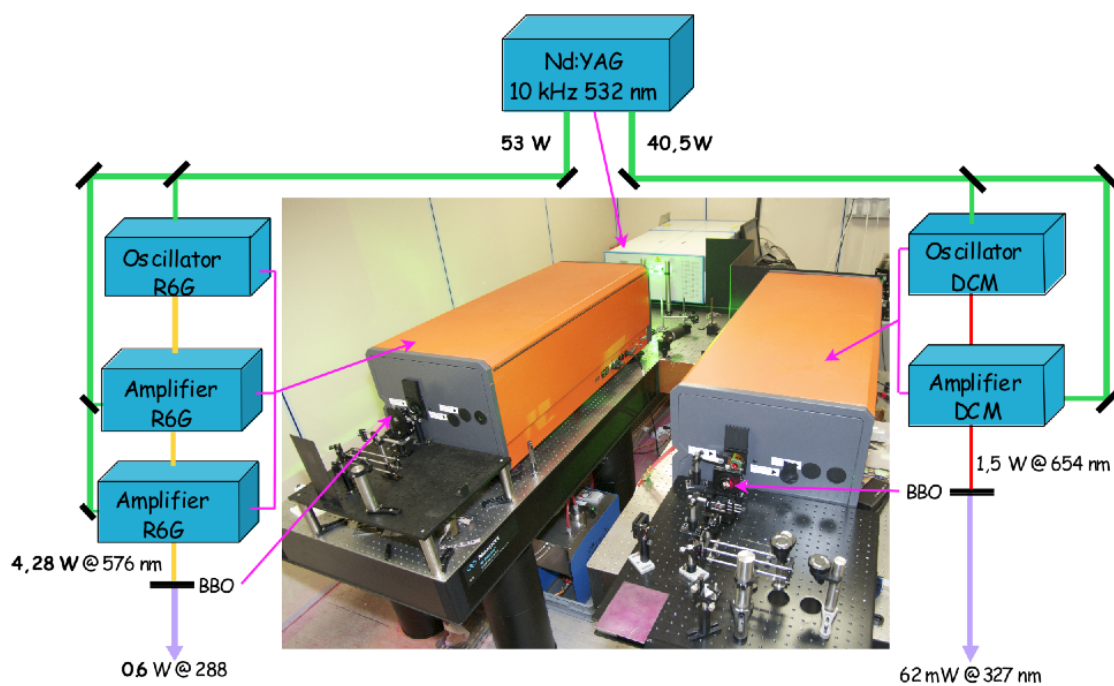 Nd:YAG
10 kHz 532 nm
53 W
40,5W
Oscillator
R6G
Amplifier
R6G
Amplifier
R6G
4,28 W @ 576 nm
BBO
0.6 W @ 288
Oscillator
DCM
Amplifier
DCM
1,5 W @ 654 nm
BBO
62 mW @ 327 nm